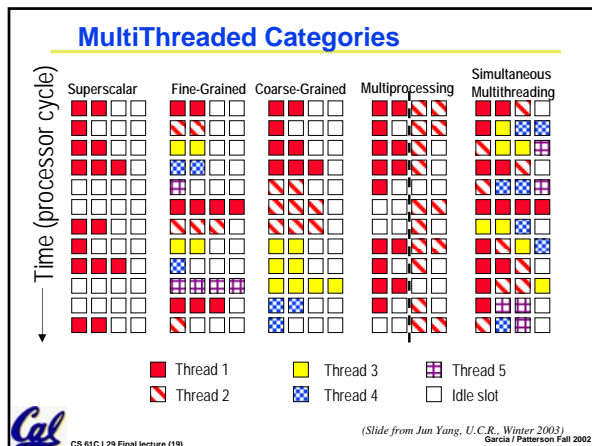 MultiThreaded Categories
Time (processor cycle)
Superscalar
Fine-Grained
Coarse-Grained
Multiprocessing
Simultaneous
Multithreading
Thread 1
Thread 3
Thread 5
Thread 2
Thread 4
Idle slot
Cal
(Slide from Jun Yang, U.C.R., Winter 2003)
CS 61C L29 Final lecture (19)
Garcia / Patterson Fall 2002